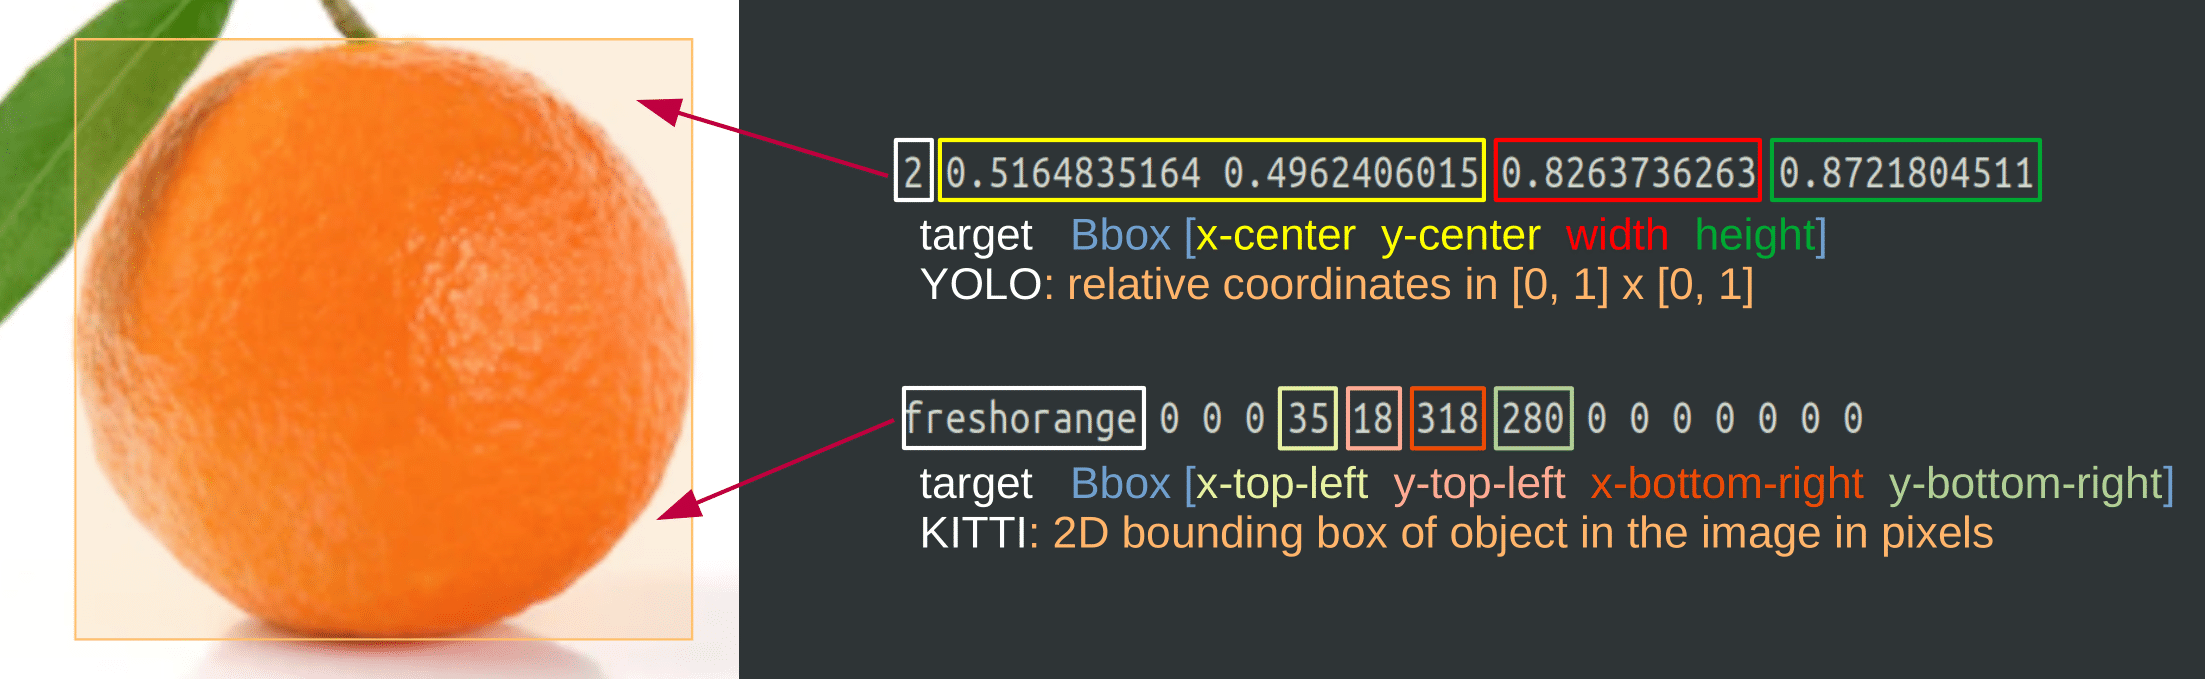 2 0.5164835164 0.4962406015 0.8263736263 0.8721804511
target Bbox [x-center y-center width height]
YOLO: relative coordinates in [0, 1] x [0, 1]
freshorange 0 0 0 35 18 318 280 0 0 0 0 0 0 0
target Bbox [x-top-left y-top-left x-bottom-right y-bottom-right]
KITTI: 2D bounding box of object in the image in pixels